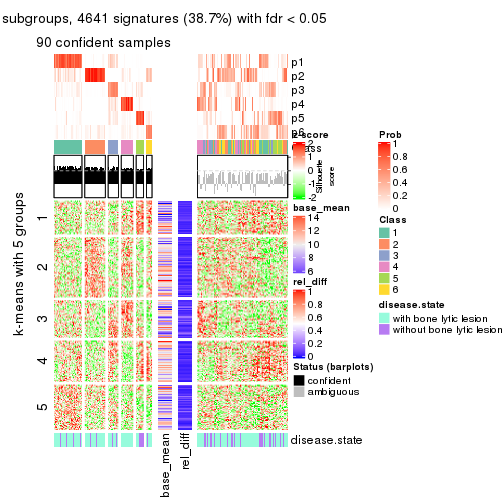 subgroups, 4641 signatures (38.7%) with fdr < 0.05
90 confident samples
p1
p2
p3
p4
p5
p6
z-score
2
1
0
-1
-2
Silhouette
score
Prob
1
0.8
0.6
0.4
0.2
0
base_mean
14
12
10
8
6
Class
1
2
3
4
5
6
rel_diff
1
0.8
0.6
0.4
0.2
0
disease.state
with bone lytic lesion
without bone lytic lesion
Status (barplots)
confident
ambiguous
k-means with 5 groups
1
2
3
4
5
disease.state
base_mean
rel_diff